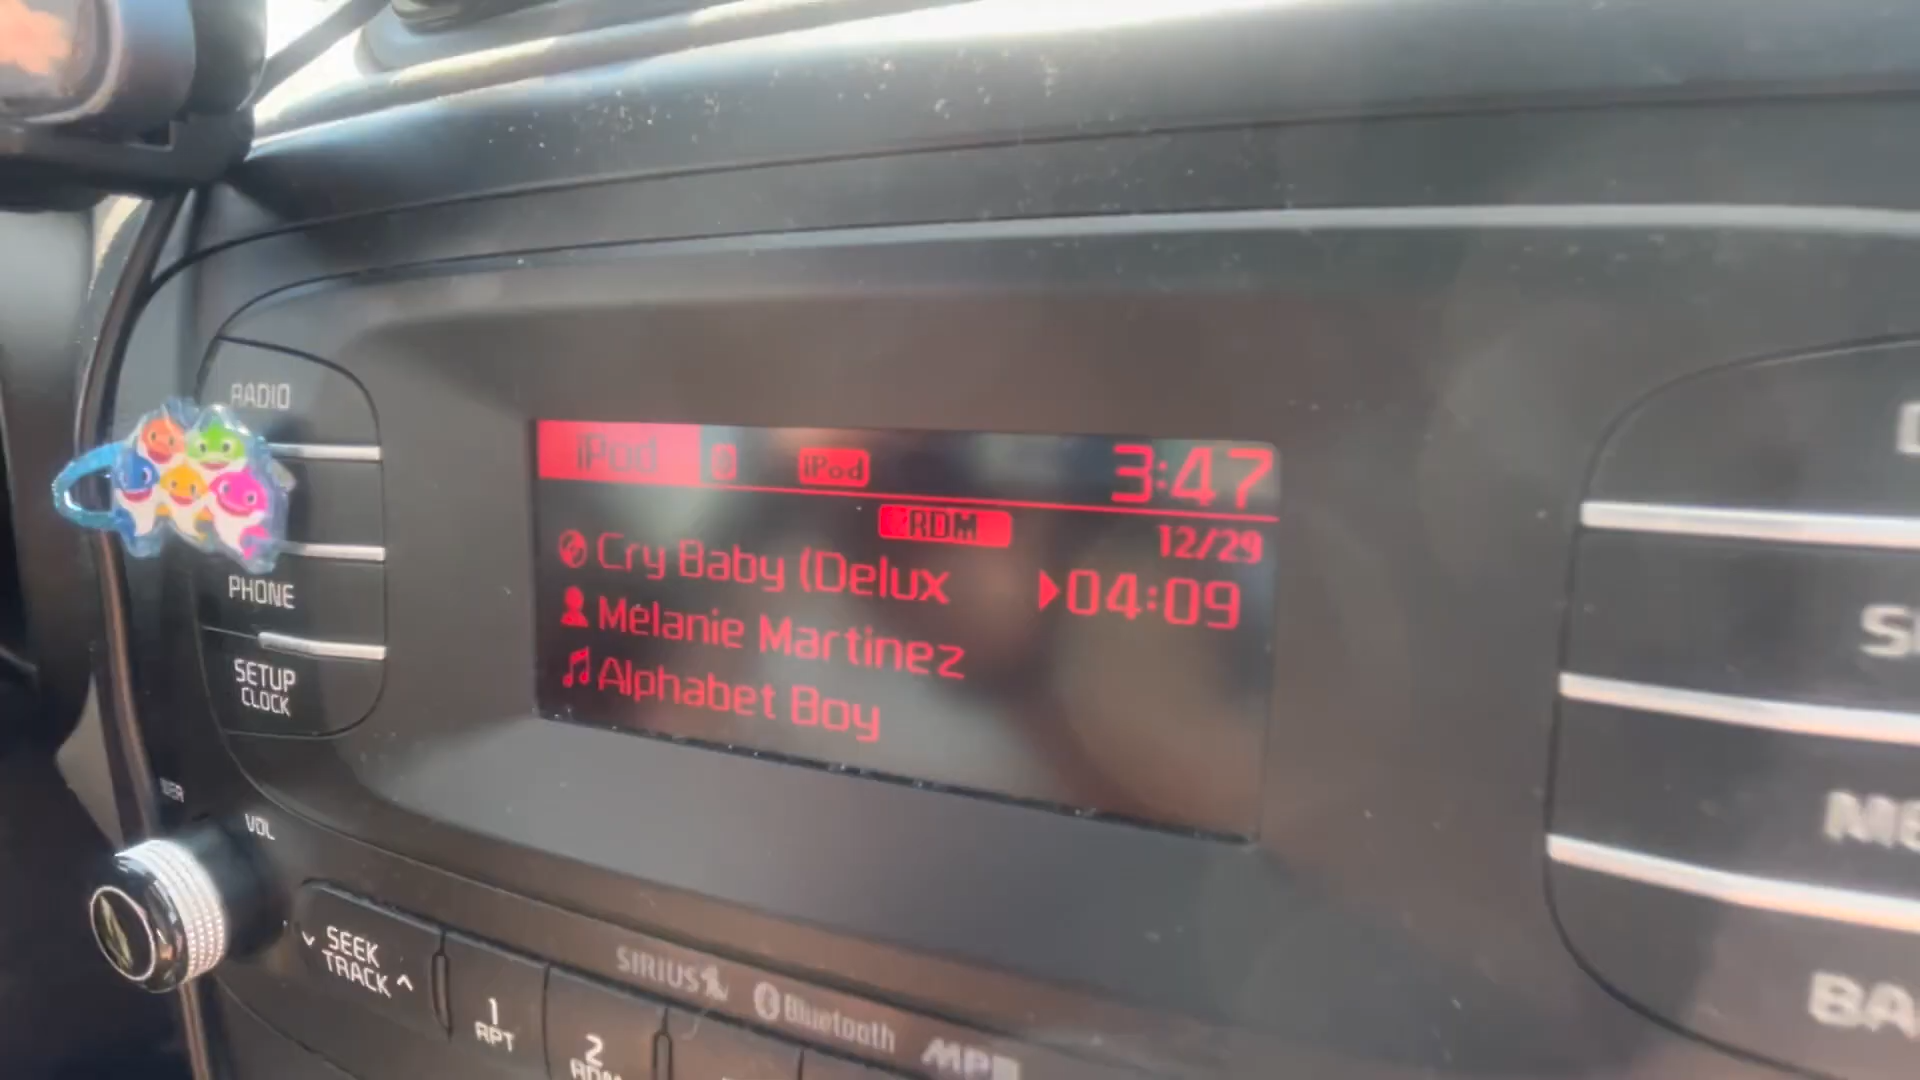 RADIO
PHONE
SETUP
CLOCK
VOL
SEEK
TRACK
1
RPT
2
RDM
iPod
iPod
3:47
RDM
12/29
Cry Baby (Delux
04:09
Melanie Martinez
Alphabet Boy
SIRIUS
Bluetooth